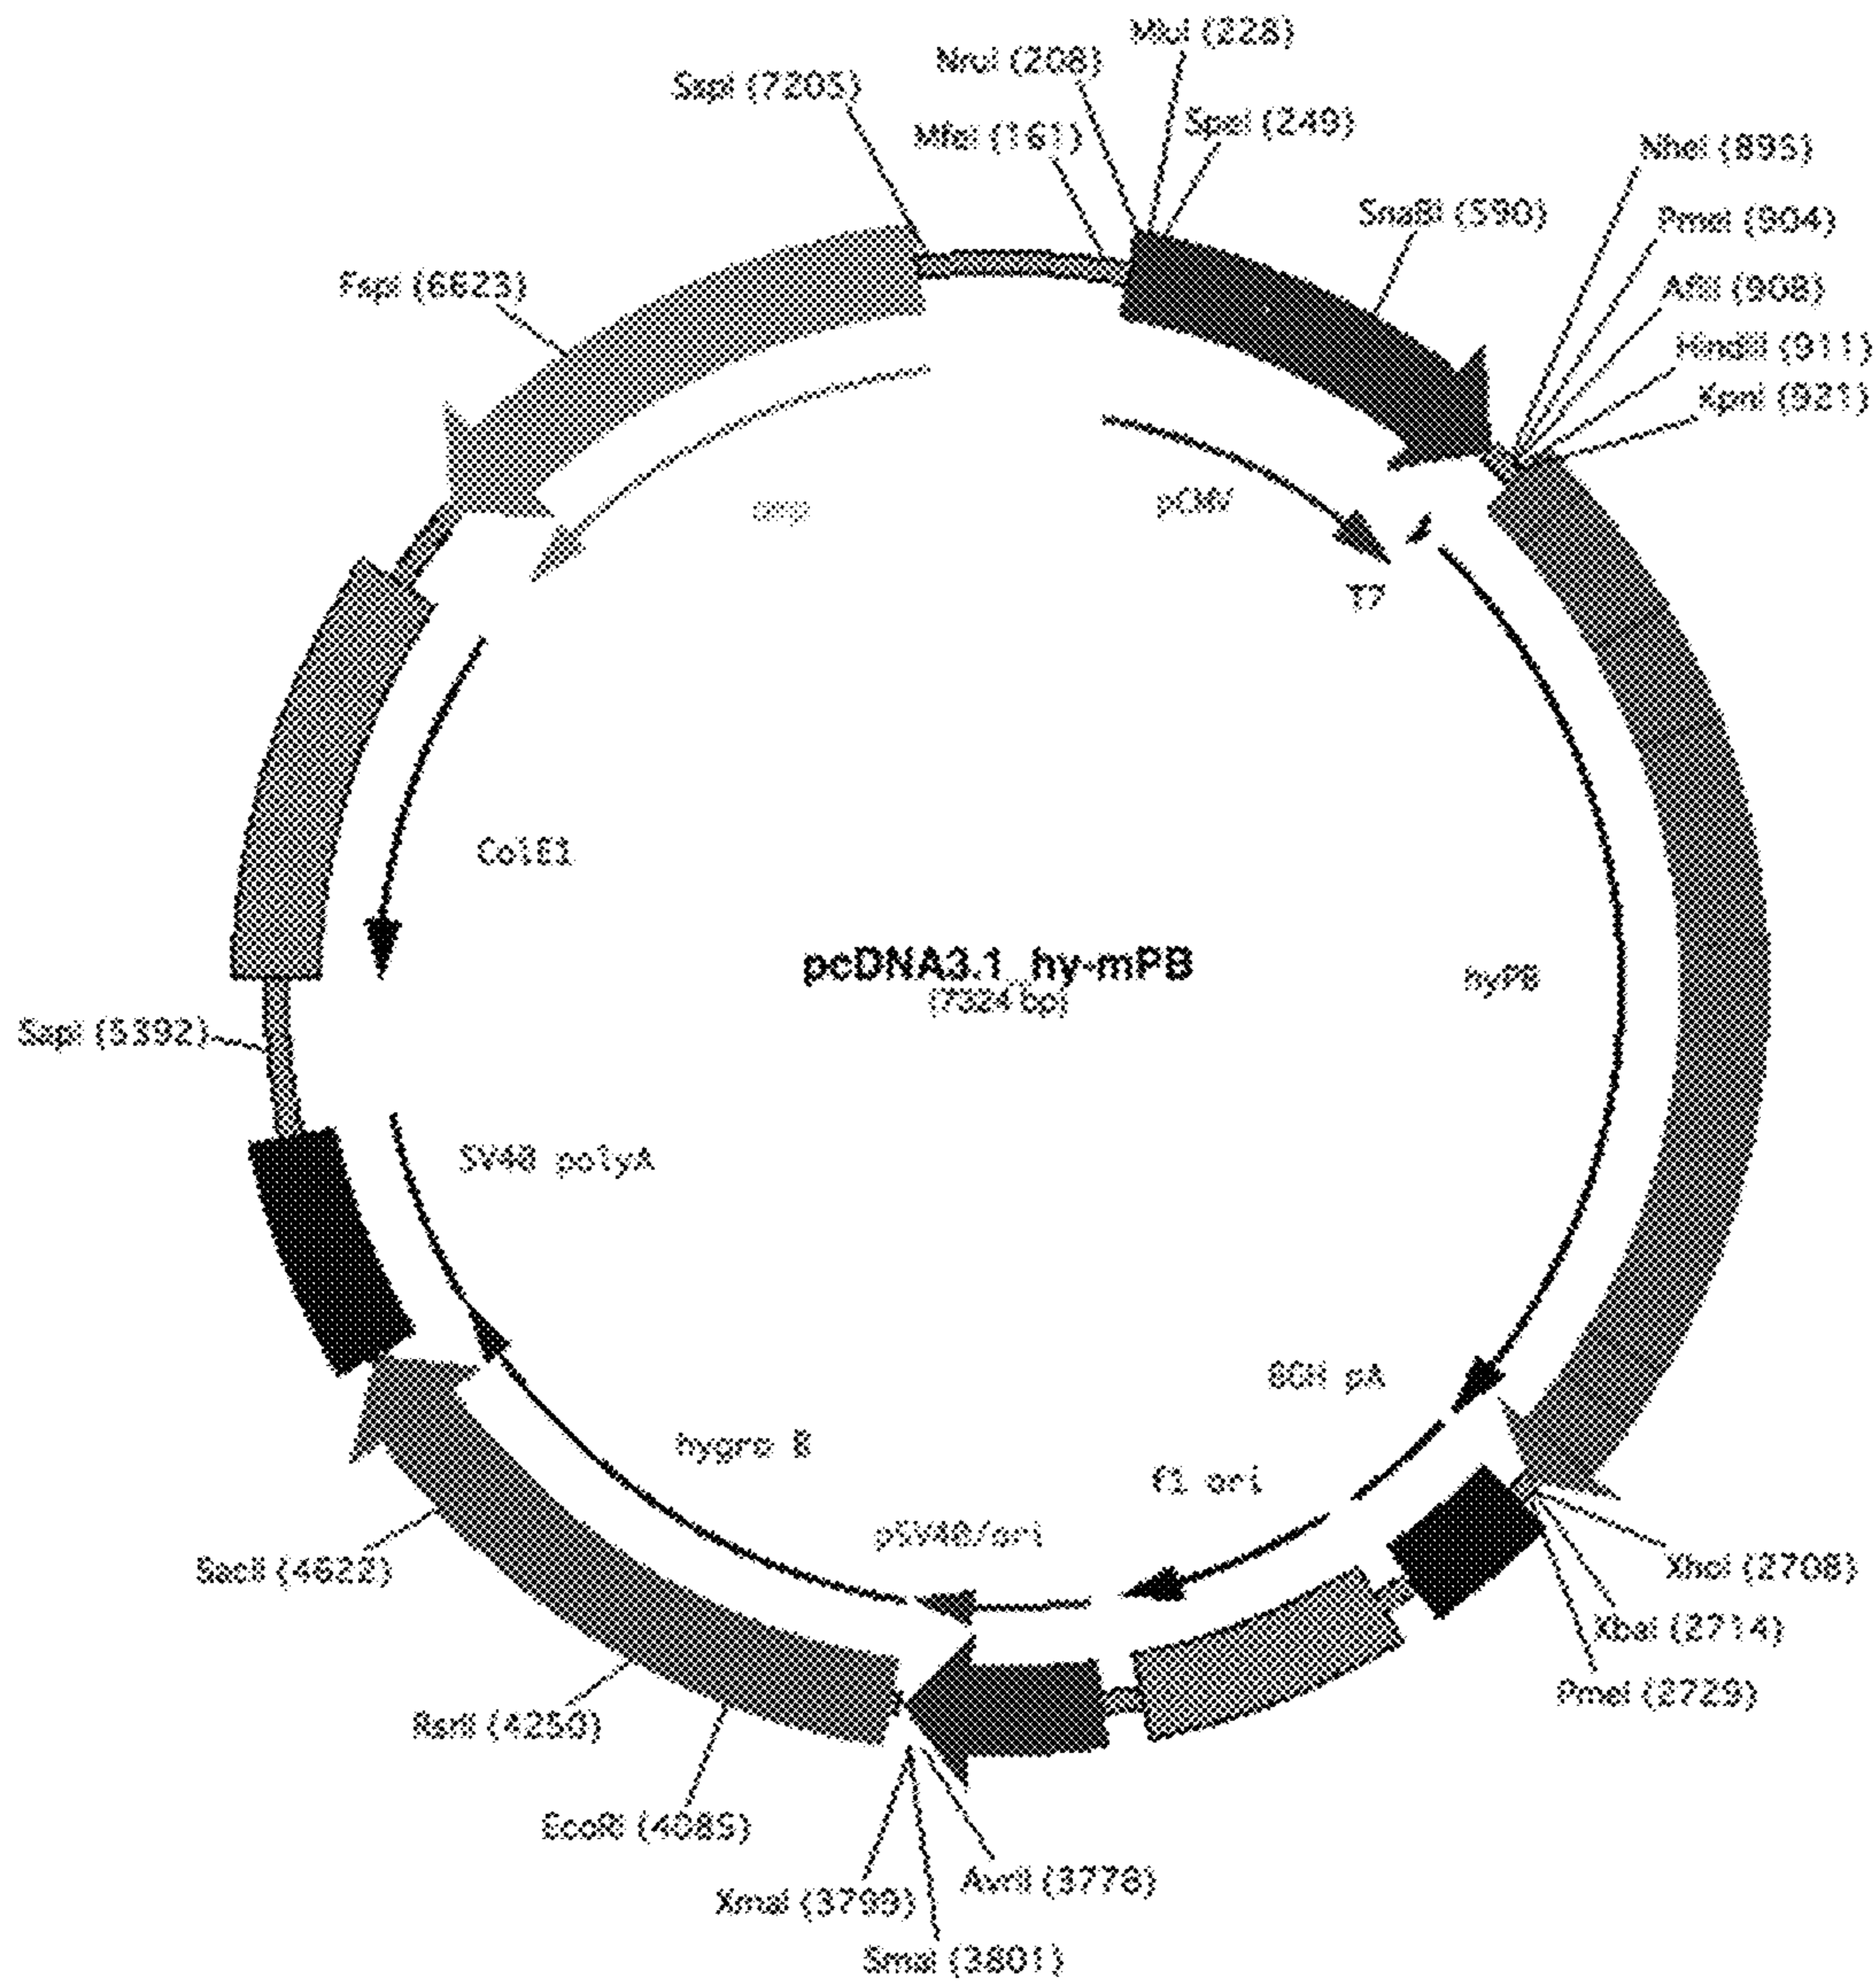 MluI (228)
NruI (208)
SspI (7205)
SpeI (249)
MfeI (161)
NheI (895)
SnaBI (590)
PmeI (904)
FspI (6623)
AflII (908)
HindIII (911)
KpnI (921)
amp
pCMV
T7
ColE1
pcDNA3.1_hy-mPB
(7324 bp)
hyPB
SspI (5392)
SV40 polyA
BGH pA
hygro B
f1 ori
pSV40/ori
SacII (4622)
XhoI (2708)
XbaI (2714)
PmeI (2729)
RsrII (4250)
EcoRI (4085)
AvrII (3778)
XmaI (3799)
SmaI (3801)